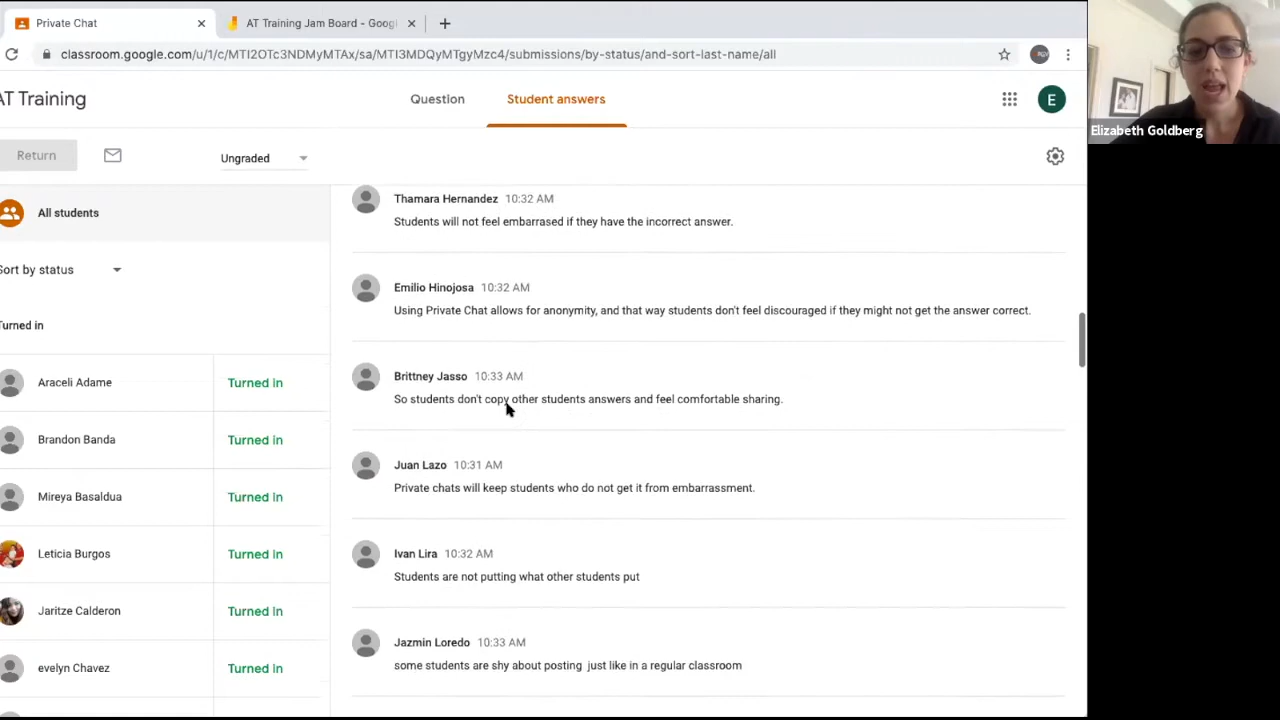 Private Chat
AT Training Jam Board - Googl
classroom.google.com/u/1/c/MTI2OTc3NDMyMTAx/sa/MTI3MDQyMTgyMzc4/submissions/by-status/and-sort-last-name/all
AT Training
Question
Student answers
E
Return
Ungraded
All students
Sort by status
Turned in
Araceli Adame Turned in
Brandon Banda Turned in
Mireya Basaldua Turned in
Leticia Burgos Turned in
Jaritze Calderon Turned in
evelyn Chavez Turned in
Thamara Hernandez 10:32 AM
Students will not feel embarrased if they have the incorrect answer.
Emilio Hinojosa 10:32 AM
Using Private Chat allows for anonymity, and that way students don't feel discouraged if they might not get the answer correct.
Brittney Jasso 10:33 AM
So students don't copy other students answers and feel comfortable sharing.
Juan Lazo 10:31 AM
Private chats will keep students who do not get it from embarrassment.
Ivan Lira 10:32 AM
Students are not putting what other students put
Jazmin Loredo 10:33 AM
some students are shy about posting just like in a regular classroom
Elizabeth Goldberg